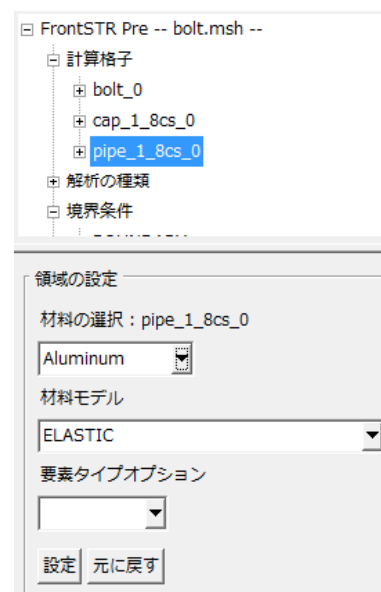 FrontSTR Pre -- bolt.msh --
計算格子
bolt_0
cap_1_8cs_0
pipe_1_8cs_0
解析の種類
境界条件
領域の設定
材料の選択：pipe_1_8cs_0
Aluminum
材料モデル
ELASTIC
要素タイプオプション
設定 元に戻す